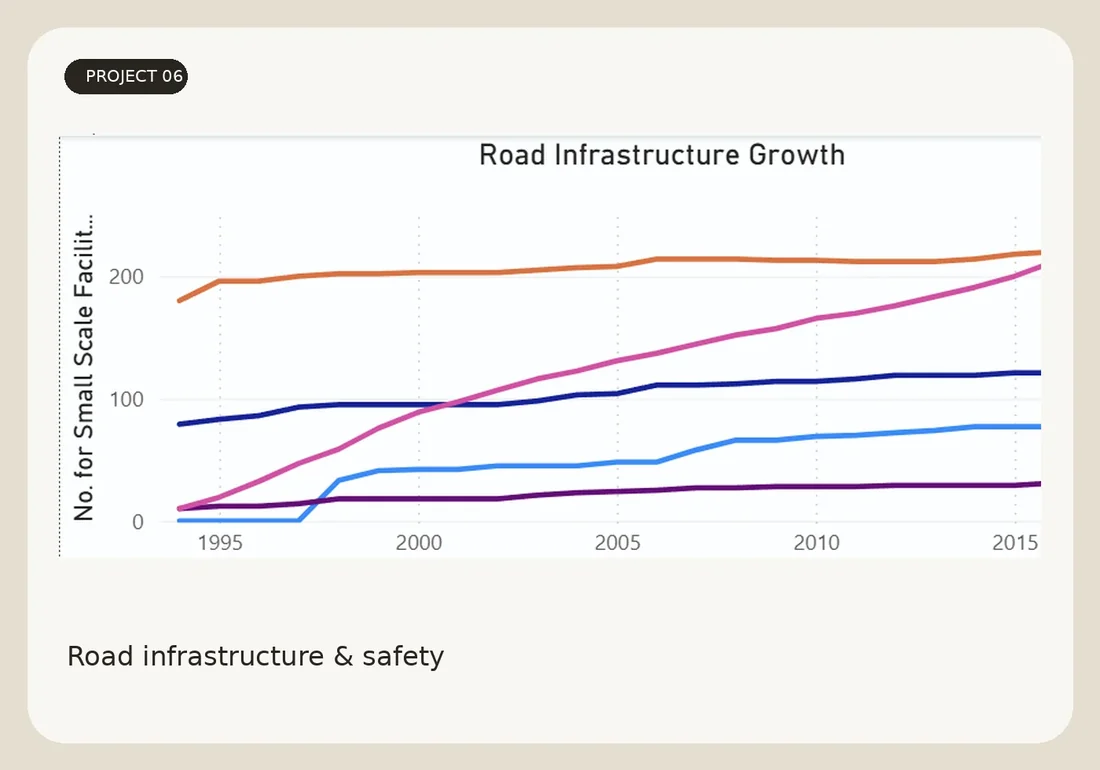 PROJECT 06
Road Infrastructure Growth
No. for Small Scale Facilit...
200
100
0
1995
2000
2005
2010
2015
Road infrastructure & safety